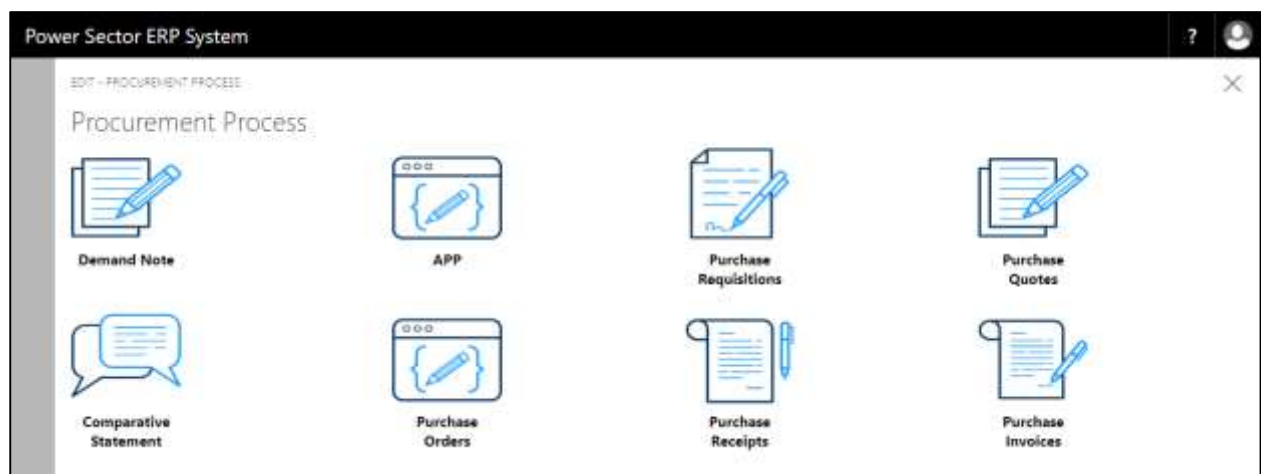 Power Sector ERP System
?
EDIT - PROCUREMENT PROCESS
Procurement Process
Demand Note
APP
Purchase
Requisitions
Purchase
Quotes
Comparative
Statement
Purchase
Orders
Purchase
Receipts
Purchase
Invoices